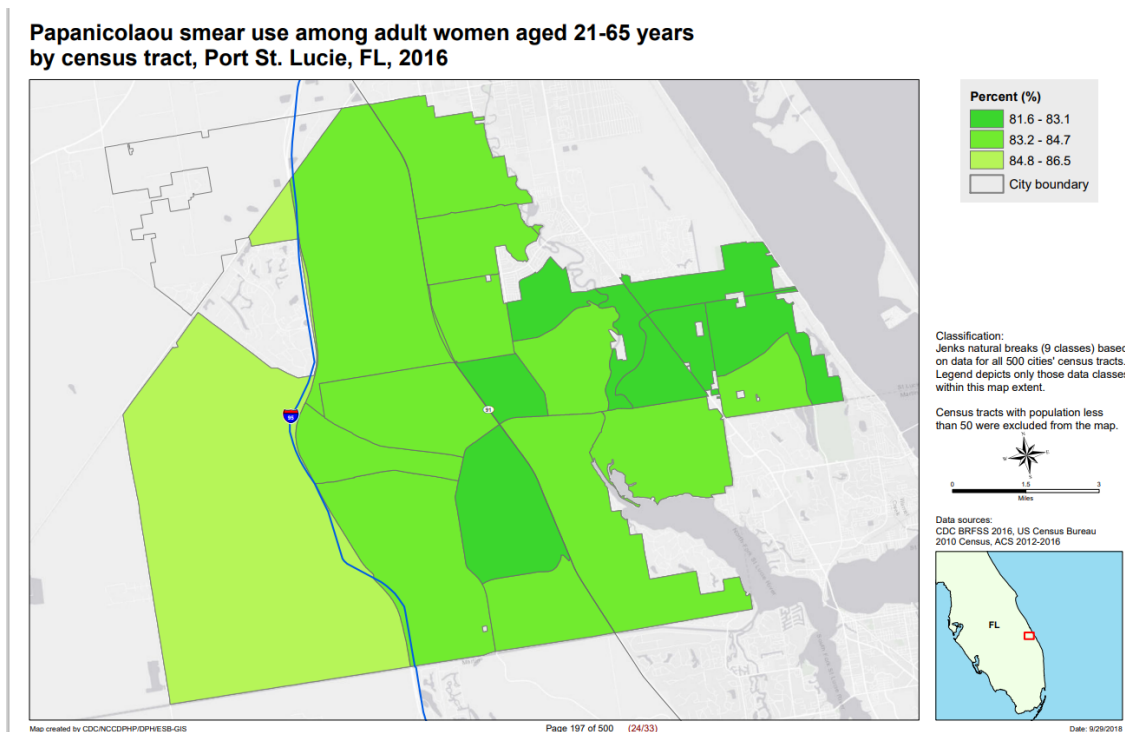 Papanicolaou smear use among adult women aged 21-65 years
by census tract, Port St. Lucie, FL, 2016
Percent (%)
81.6 - 83.1
83.2 - 84.7
84.8 - 86.5
City boundary
95
91
Classification:
Jenks natural breaks (9 classes) based
on data for all 500 cities' census tracts.
Legend depicts only those data classes
within this map extent.
Census tracts with population less
than 50 were excluded from the map.
N
W
E
S
0 1.5 3
Miles
Data sources:
CDC BRFSS 2016, US Census Bureau
2010 Census, ACS 2012-2016
FL
Map created by CDC/NCCDPHP/DPH/ESB-GIS
Page 197 of 500 (24/33)
Date: 9/29/2018